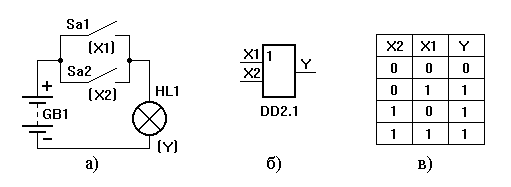 Sa1
(X1)
Sa2
(X2)
+
GB1
–
HL1
(Y)
а)
X1
X2
1
Y
DD2.1
б)
X2 X1 Y
0 0 0
0 1 1
1 0 1
1 1 1
в)